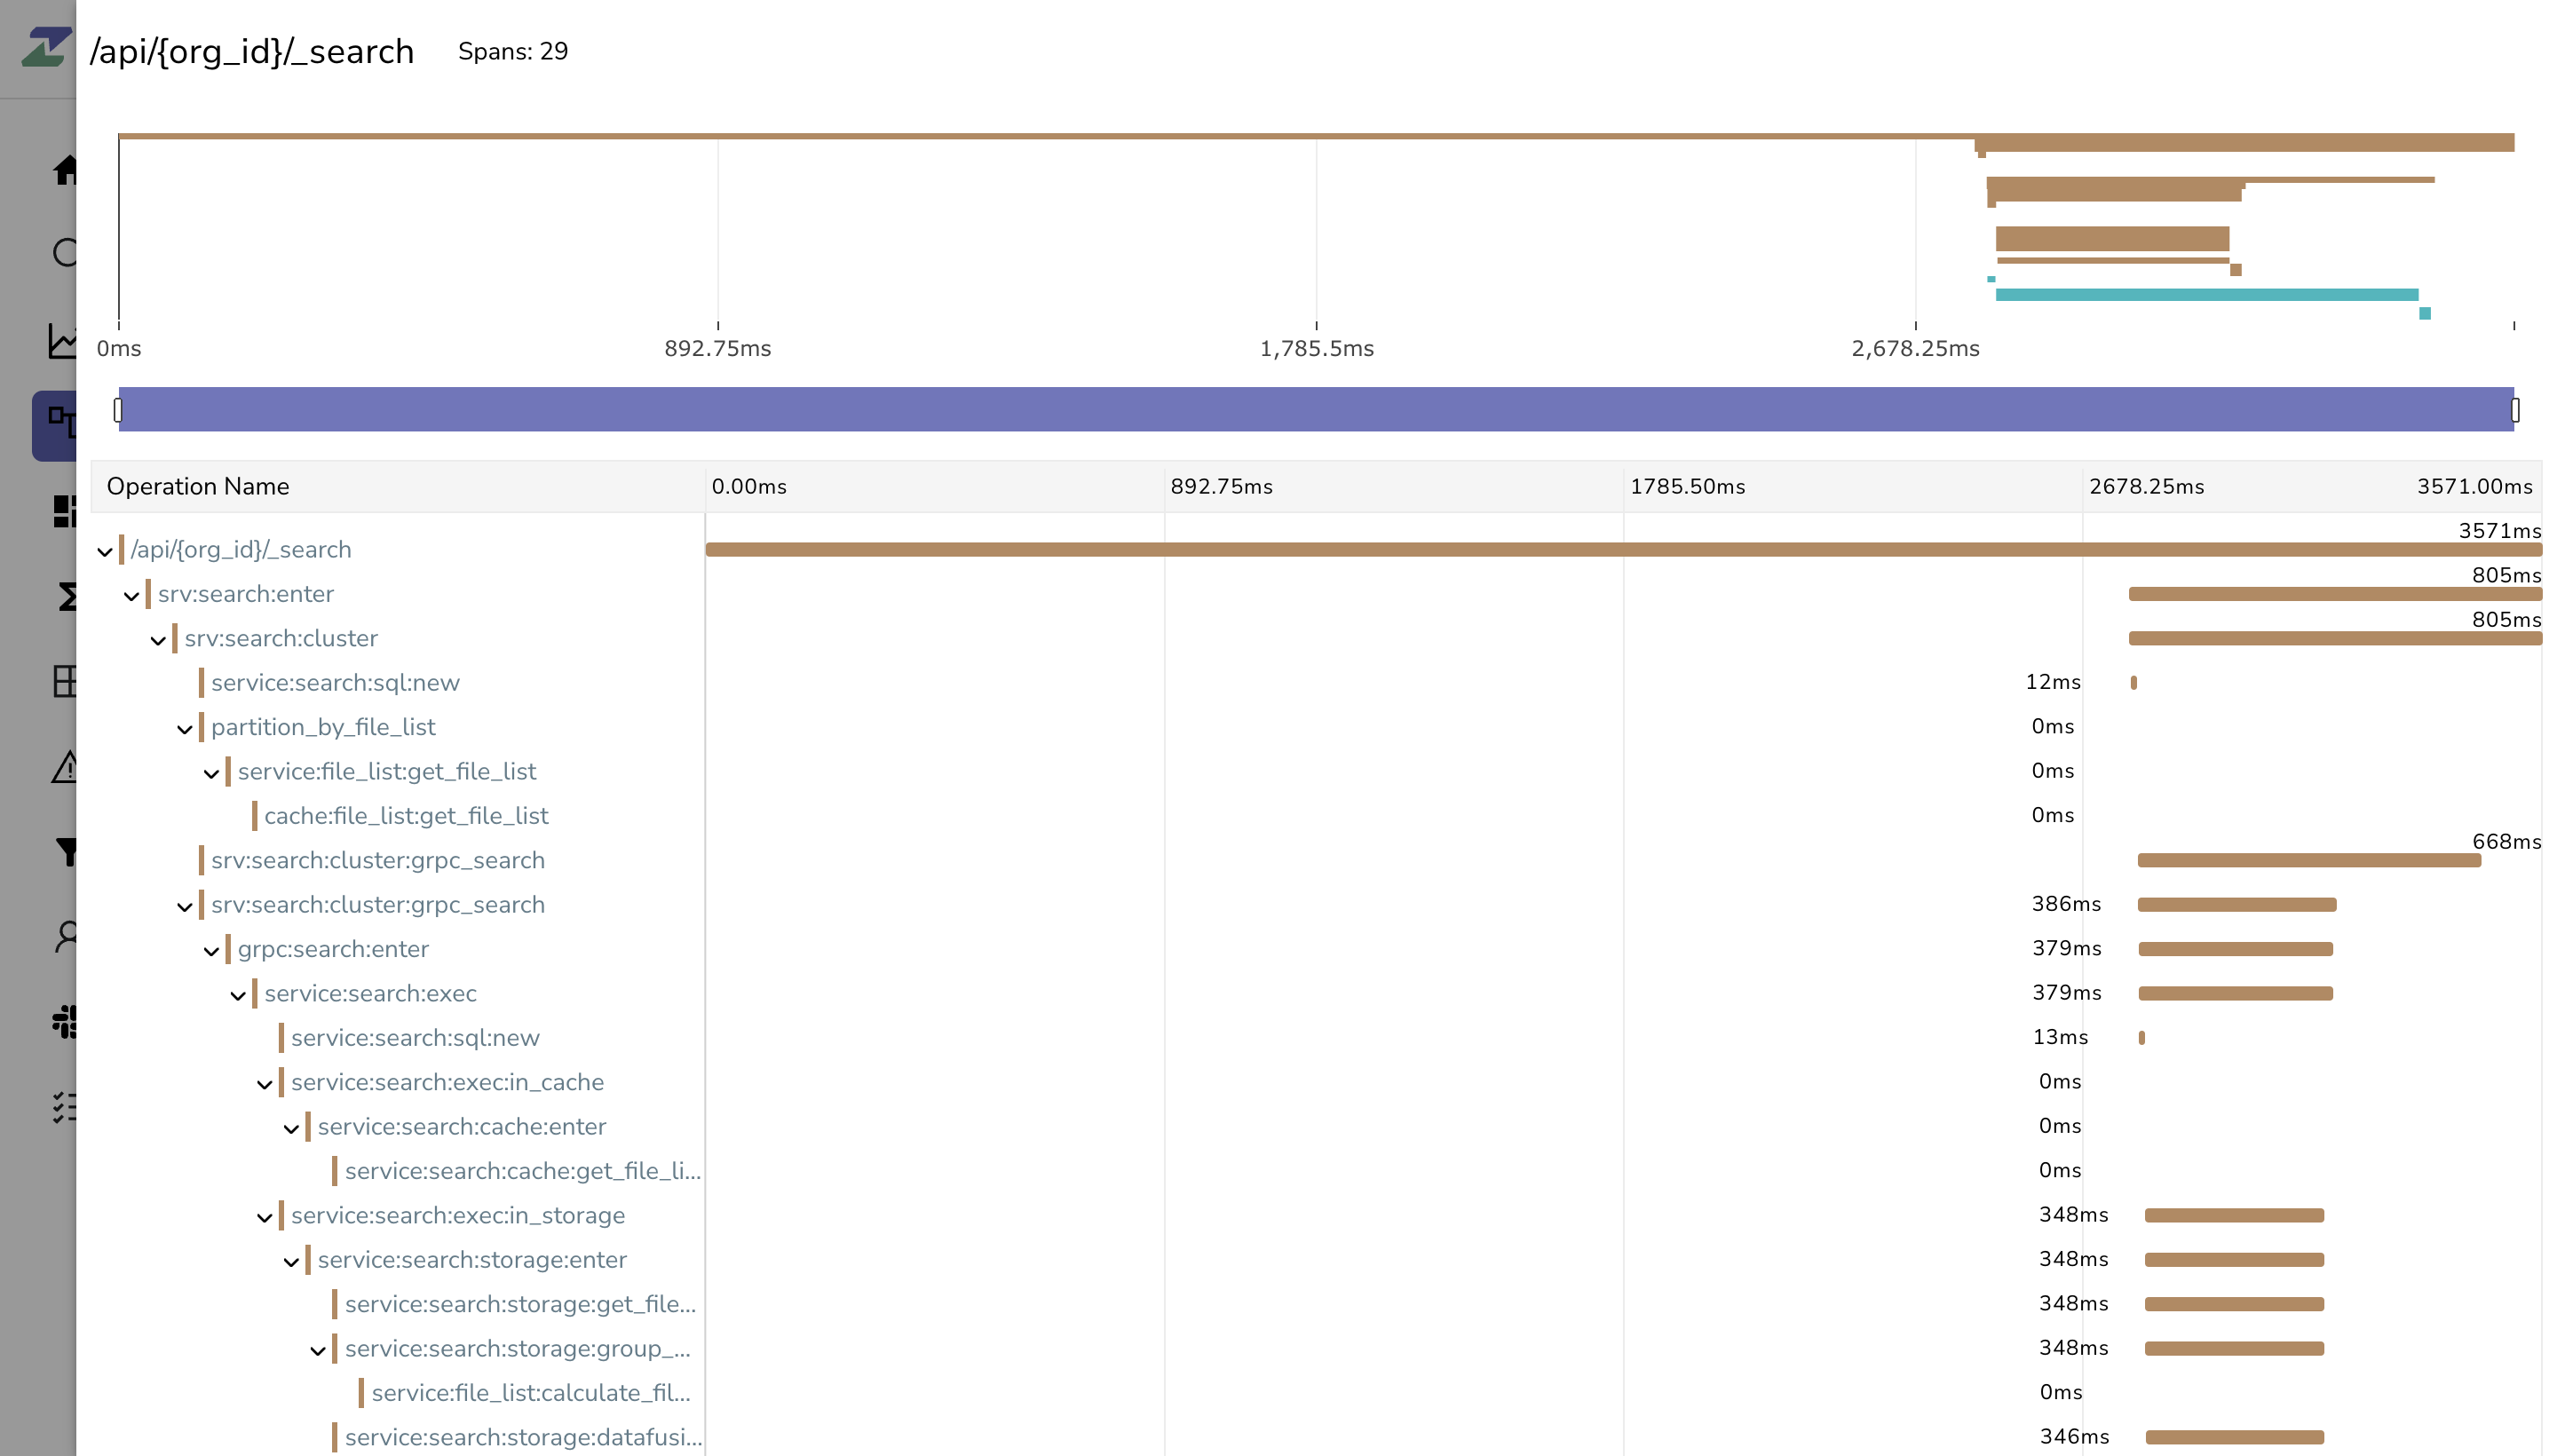 /api/{org_id}/_search Spans: 29
0ms 892.75ms 1,785.5ms 2,678.25ms
Operation Name 0.00ms 892.75ms 1785.50ms 2678.25ms 3571.00ms
/api/{org_id}/_search 3571ms
srv:search:enter 805ms
srv:search:cluster 805ms
service:search:sql:new 12ms
partition_by_file_list 0ms
service:file_list:get_file_list 0ms
cache:file_list:get_file_list 0ms
srv:search:cluster:grpc_search 668ms
srv:search:cluster:grpc_search 386ms
grpc:search:enter 379ms
service:search:exec 379ms
service:search:sql:new 13ms
service:search:exec:in_cache 0ms
service:search:cache:enter 0ms
service:search:cache:get_file_li... 0ms
service:search:exec:in_storage 348ms
service:search:storage:enter 348ms
service:search:storage:get_file... 348ms
service:search:storage:group_... 348ms
service:file_list:calculate_fil... 0ms
service:search:storage:datafusi... 346ms